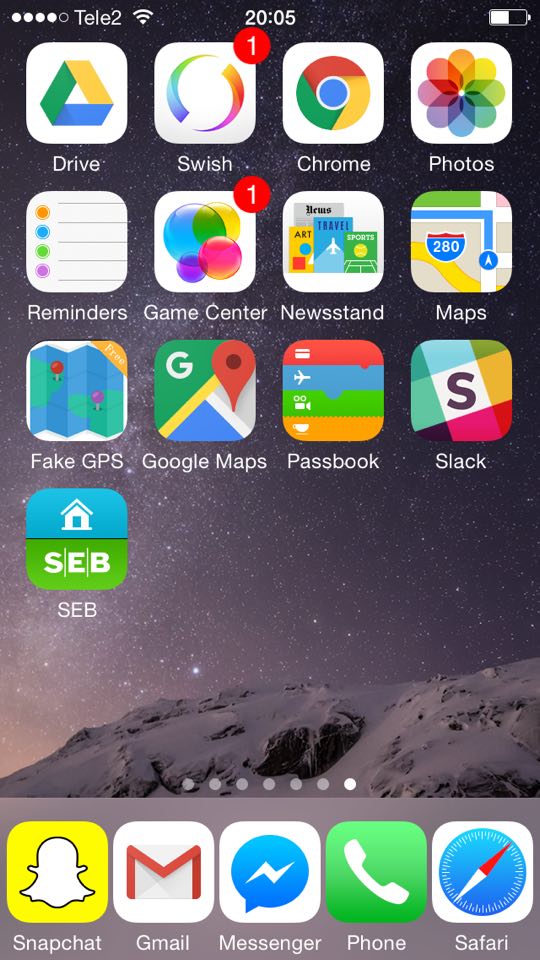 Tele2 20:05
1
Drive Swish Chrome Photos
1
News
TRAVEL
ART SPORTS
280
Reminders Game Center Newsstand Maps
Free
G
S
Fake GPS Google Maps Passbook Slack
S|E|B
SEB
Snapchat Gmail Messenger Phone Safari